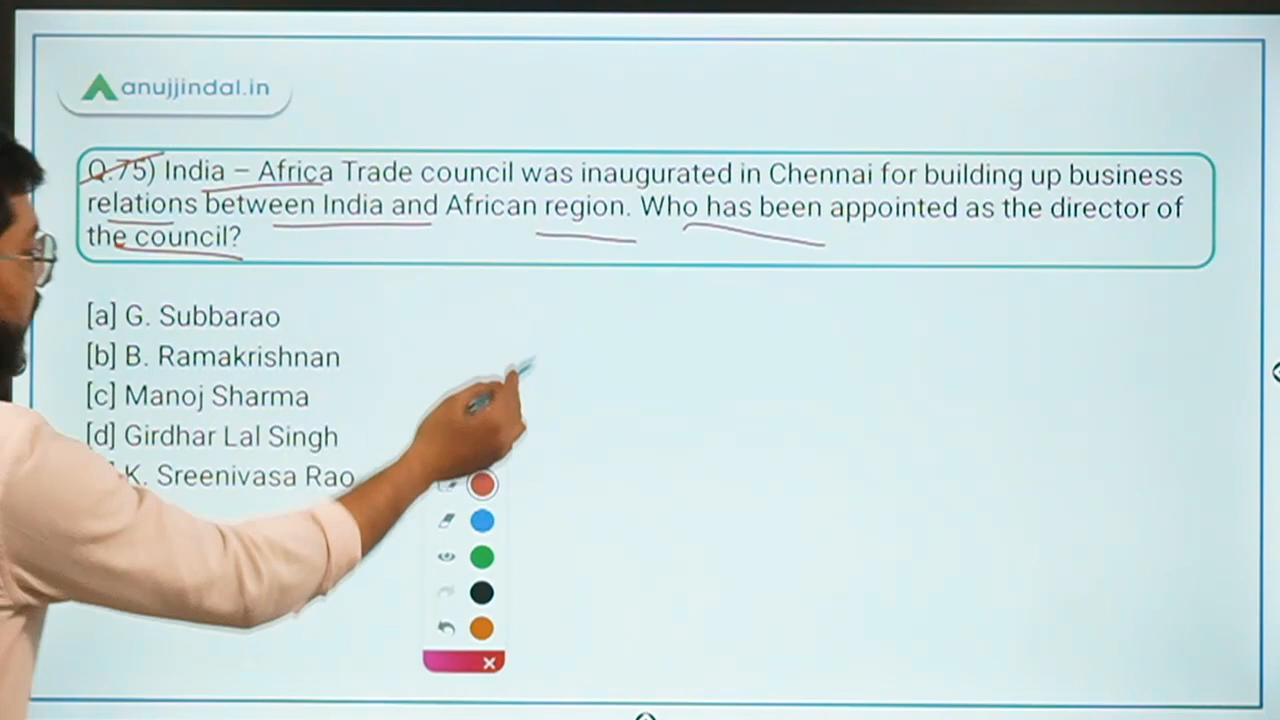 anujjindal.in
Q.75) India – Africa Trade council was inaugurated in Chennai for building up business
relations between India and African region. Who has been appointed as the director of
the council?
[a] G. Subbarao
[b] B. Ramakrishnan
[c] Manoj Sharma
[d] Girdhar Lal Singh
K. Sreenivasa Rao